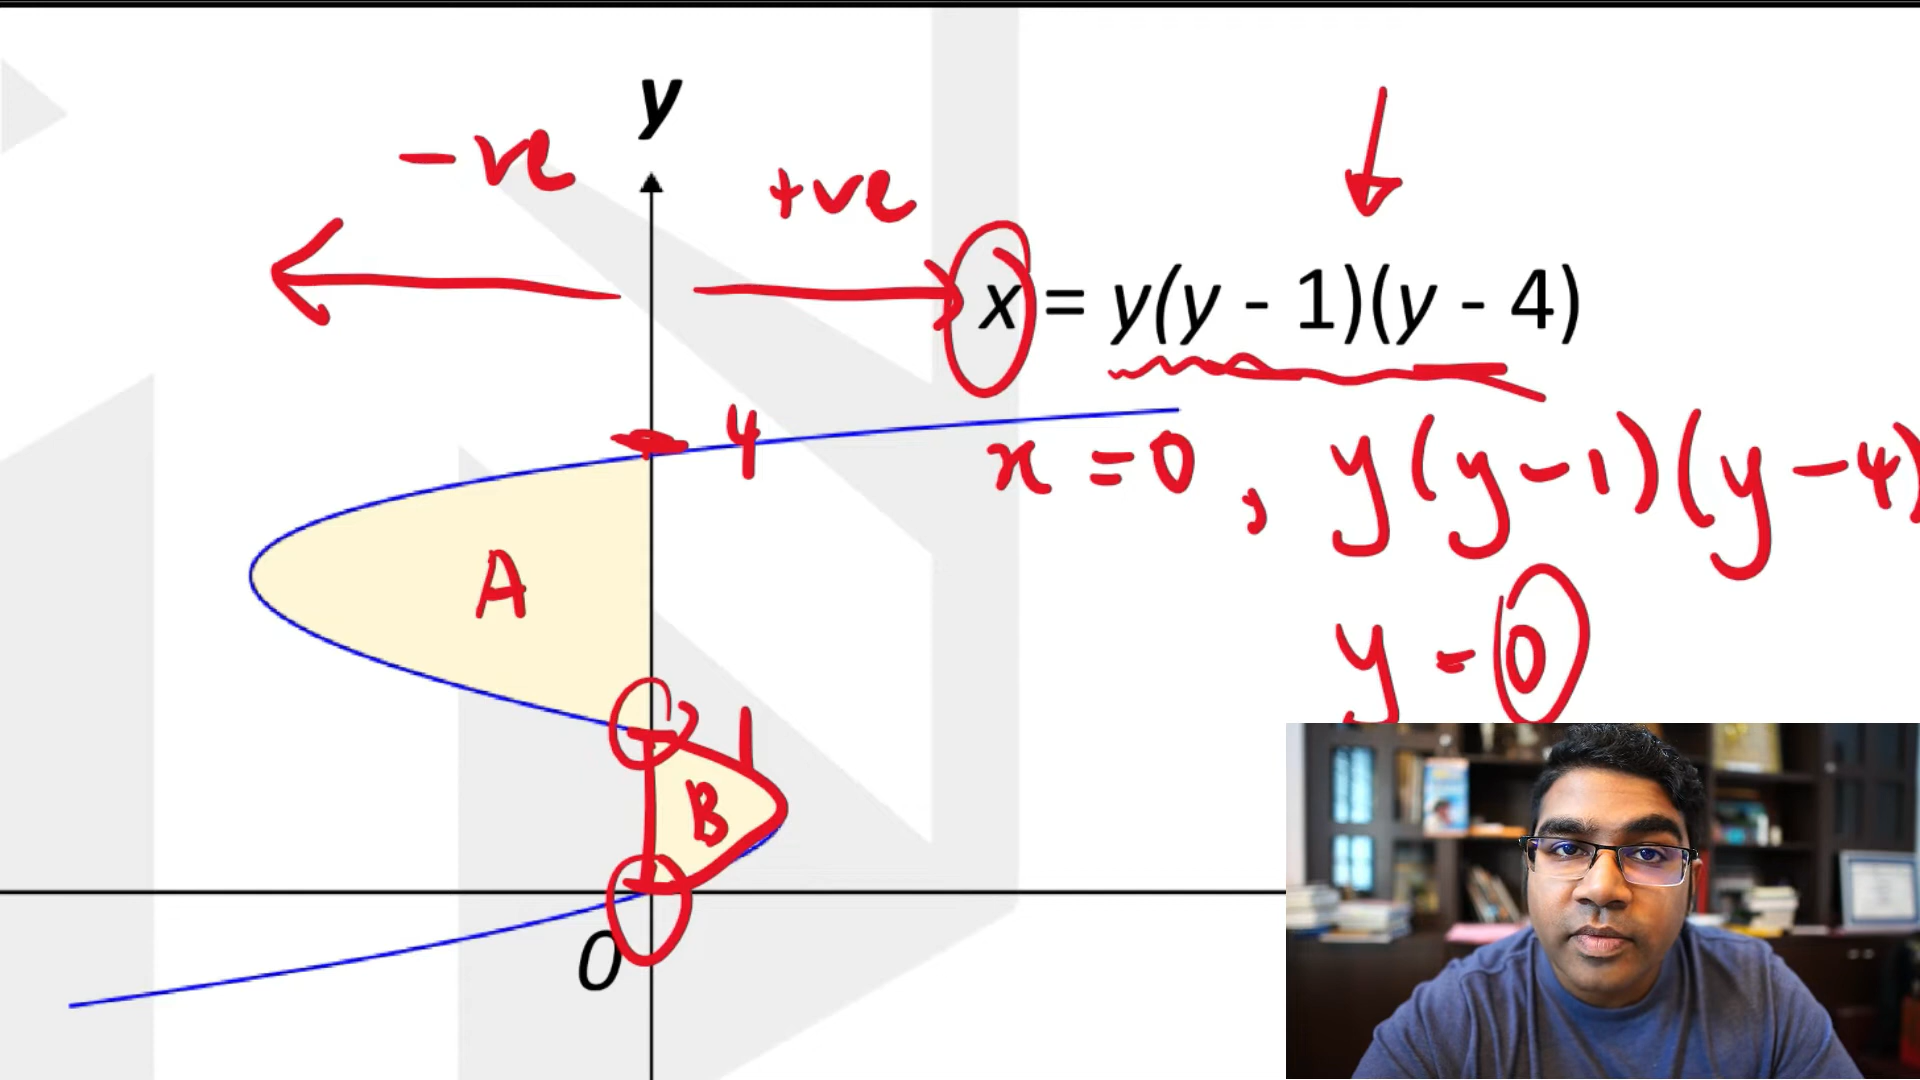 y
-ve
+ve
x = y(y - 1)(y - 4)
4
x = 0, y(y-1)(y-4)
A
y = 0
1
B
O